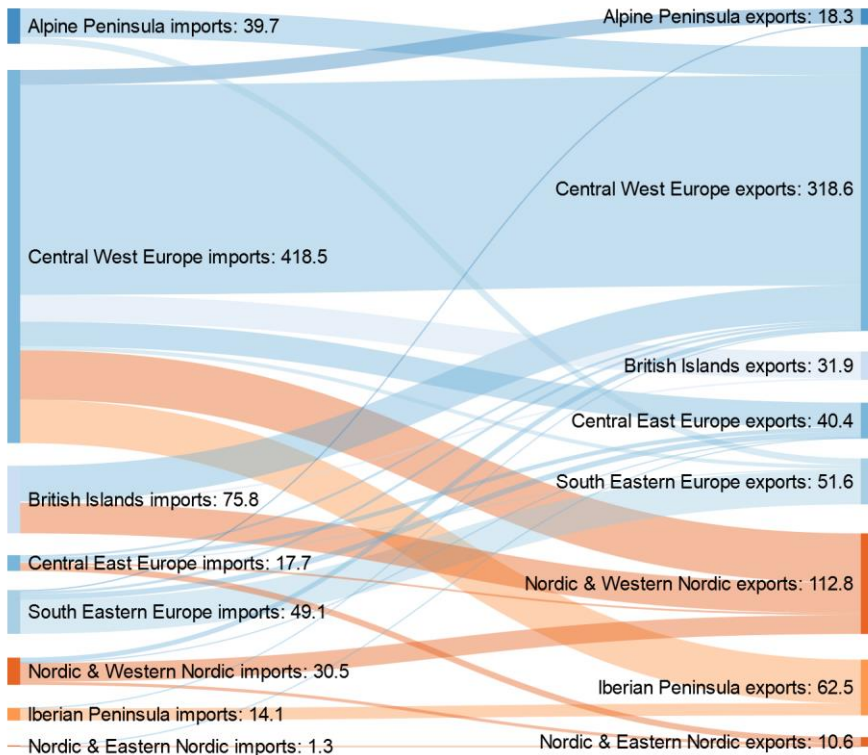 Alpine Peninsula imports: 39.7
Alpine Peninsula exports: 18.3
Central West Europe exports: 318.6
Central West Europe imports: 418.5
British Islands exports: 31.9
Central East Europe exports: 40.4
South Eastern Europe exports: 51.6
British Islands imports: 75.8
Central East Europe imports: 17.7
Nordic & Western Nordic exports: 112.8
South Eastern Europe imports: 49.1
Nordic & Western Nordic imports: 30.5
Iberian Peninsula exports: 62.5
Iberian Peninsula imports: 14.1
Nordic & Eastern Nordic exports: 10.6
Nordic & Eastern Nordic imports: 1.3